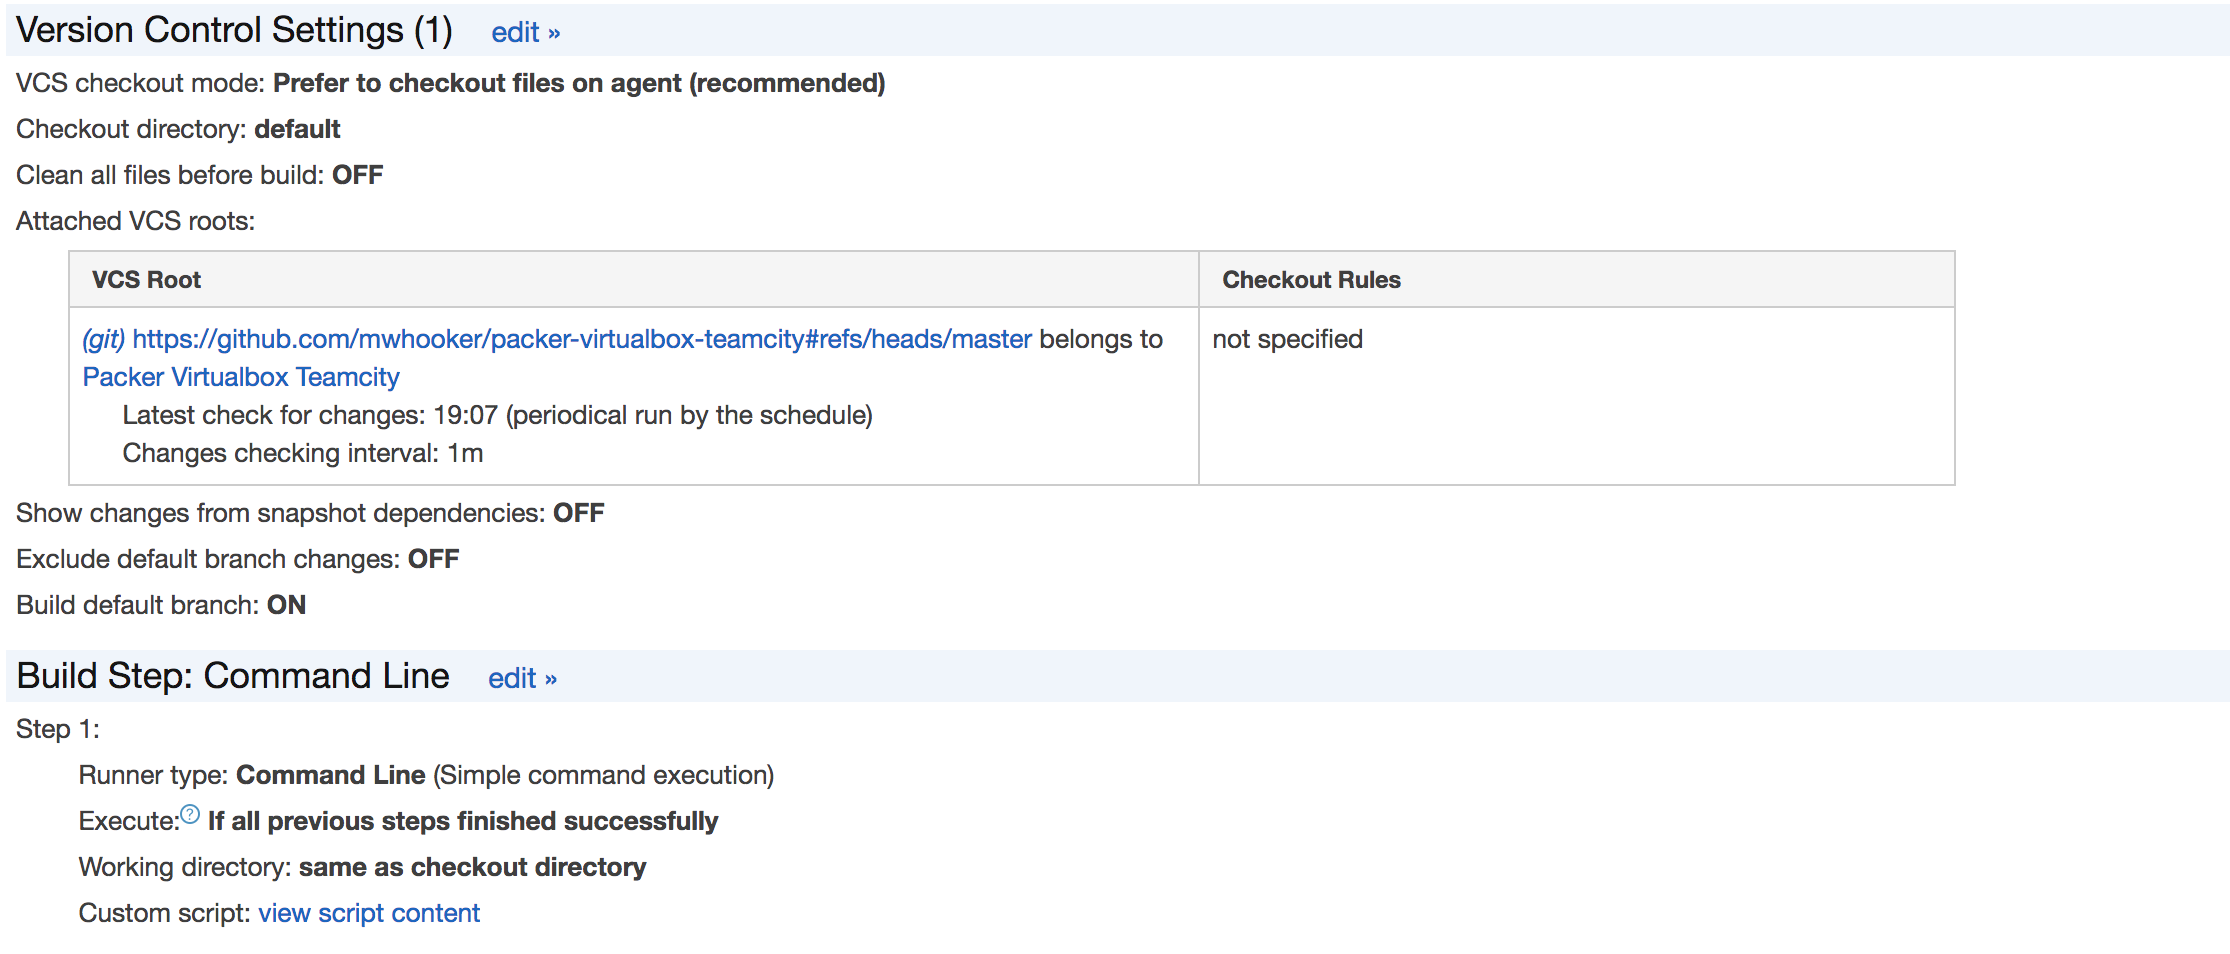 Version Control Settings (1) edit »
VCS checkout mode: Prefer to checkout files on agent (recommended)
Checkout directory: default
Clean all files before build: OFF
Attached VCS roots:
VCS Root Checkout Rules
(git) https://github.com/mwhooker/packer-virtualbox-teamcity#refs/heads/master belongs to not specified
Packer Virtualbox Teamcity
Latest check for changes: 19:07 (periodical run by the schedule)
Changes checking interval: 1m
Show changes from snapshot dependencies: OFF
Exclude default branch changes: OFF
Build default branch: ON
Build Step: Command Line edit »
Step 1:
Runner type: Command Line (Simple command execution)
Execute:? If all previous steps finished successfully
Working directory: same as checkout directory
Custom script: view script content